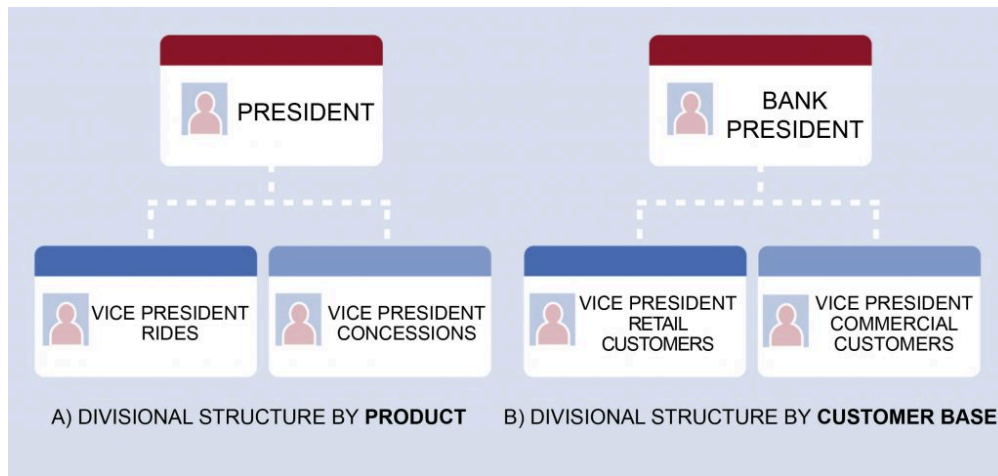 PRESIDENT
BANK
PRESIDENT
VICE PRESIDENT
RIDES
VICE PRESIDENT
CONCESSIONS
VICE PRESIDENT
RETAIL
CUSTOMERS
VICE PRESIDENT
COMMERCIAL
CUSTOMERS
A) DIVISIONAL STRUCTURE BY PRODUCT
B) DIVISIONAL STRUCTURE BY CUSTOMER BASE